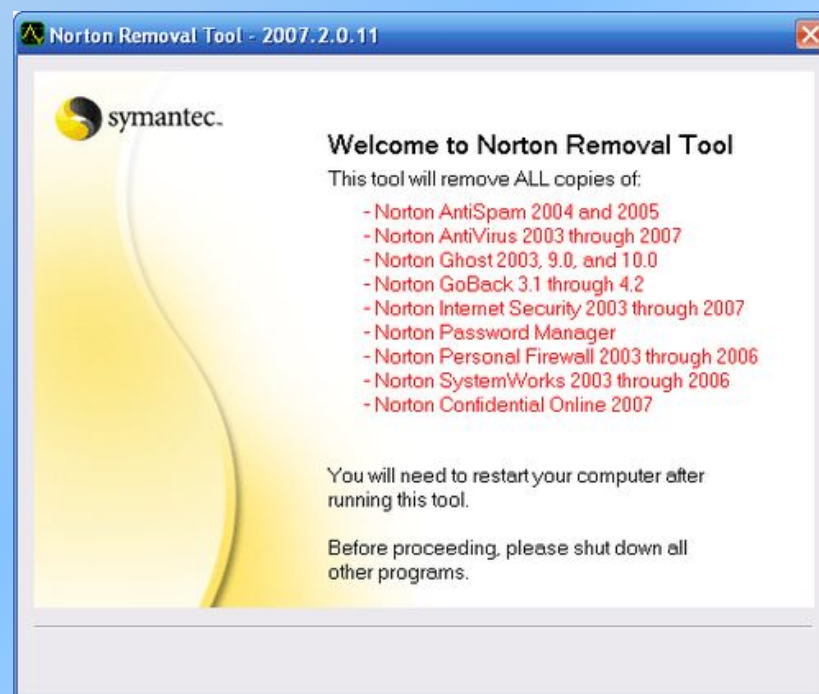 Norton Removal Tool - 2007.2.0.11
symantec.
Welcome to Norton Removal Tool
This tool will remove ALL copies of:
- Norton AntiSpam 2004 and 2005
- Norton AntiVirus 2003 through 2007
- Norton Ghost 2003, 9.0, and 10.0
- Norton GoBack 3.1 through 4.2
- Norton Internet Security 2003 through 2007
- Norton Password Manager
- Norton Personal Firewall 2003 through 2006
- Norton SystemWorks 2003 through 2006
- Norton Confidential Online 2007
You will need to restart your computer after
running this tool.
Before proceeding, please shut down all
other programs.